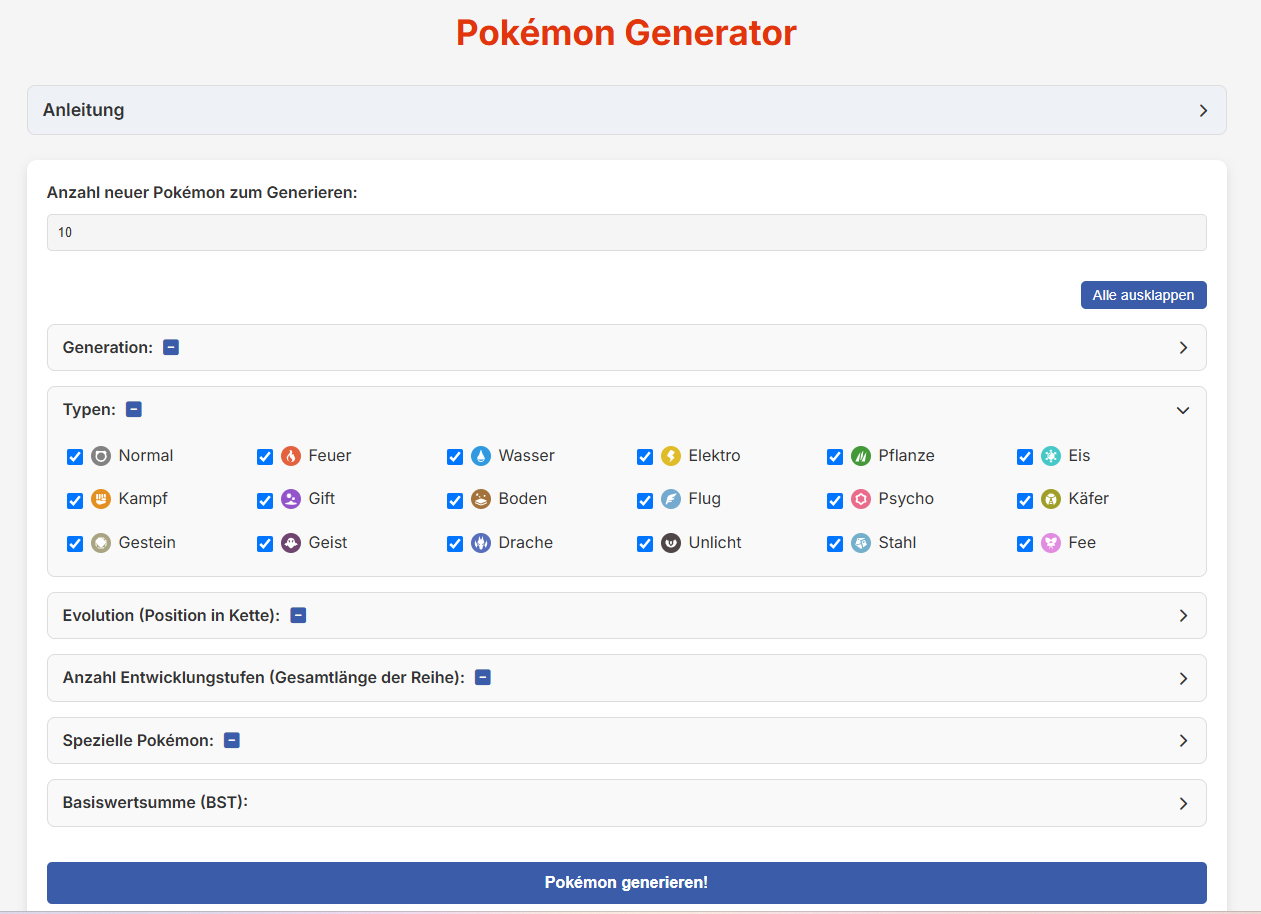 Pokémon Generator
Anleitung
Anzahl neuer Pokémon zum Generieren:
10
Alle ausklappen
Generation:
Typen:
Normal Feuer Wasser Elektro Pflanze Eis
Kampf Gift Boden Flug Psycho Käfer
Gestein Geist Drache Unlicht Stahl Fee
Evolution (Position in Kette):
Anzahl Entwicklungstufen (Gesamtlänge der Reihe):
Spezielle Pokémon:
Basiswertsumme (BST):
Pokémon generieren!